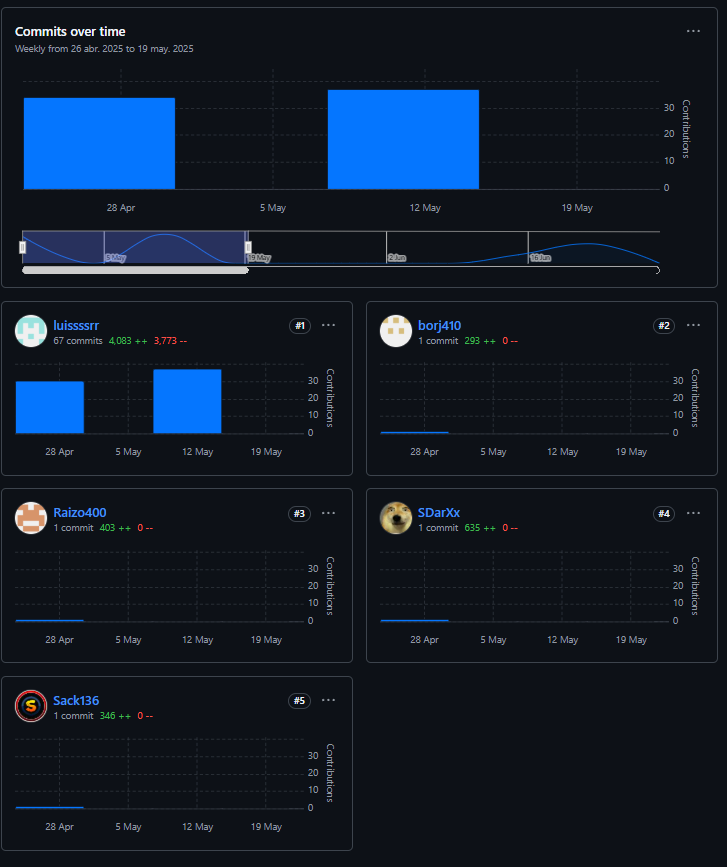 Commits over time
Weekly from 26 abr. 2025 to 19 may. 2025
30
20
10
0
Contributions
28 Apr 5 May 12 May 19 May
5 May 19 May 2 Jun 16 Jun
luissssrr #1
67 commits 4,083 ++ 3,773 --
30
20
10
0
Contributions
28 Apr 5 May 12 May 19 May
borj410 #2
1 commit 293 ++ 0 --
30
20
10
0
Contributions
28 Apr 5 May 12 May 19 May
Raizo400 #3
1 commit 403 ++ 0 --
30
20
10
0
Contributions
28 Apr 5 May 12 May 19 May
SDarXx #4
1 commit 635 ++ 0 --
30
20
10
0
Contributions
28 Apr 5 May 12 May 19 May
S
Sack136 #5
1 commit 346 ++ 0 --
30
20
10
0
Contributions
28 Apr 5 May 12 May 19 May